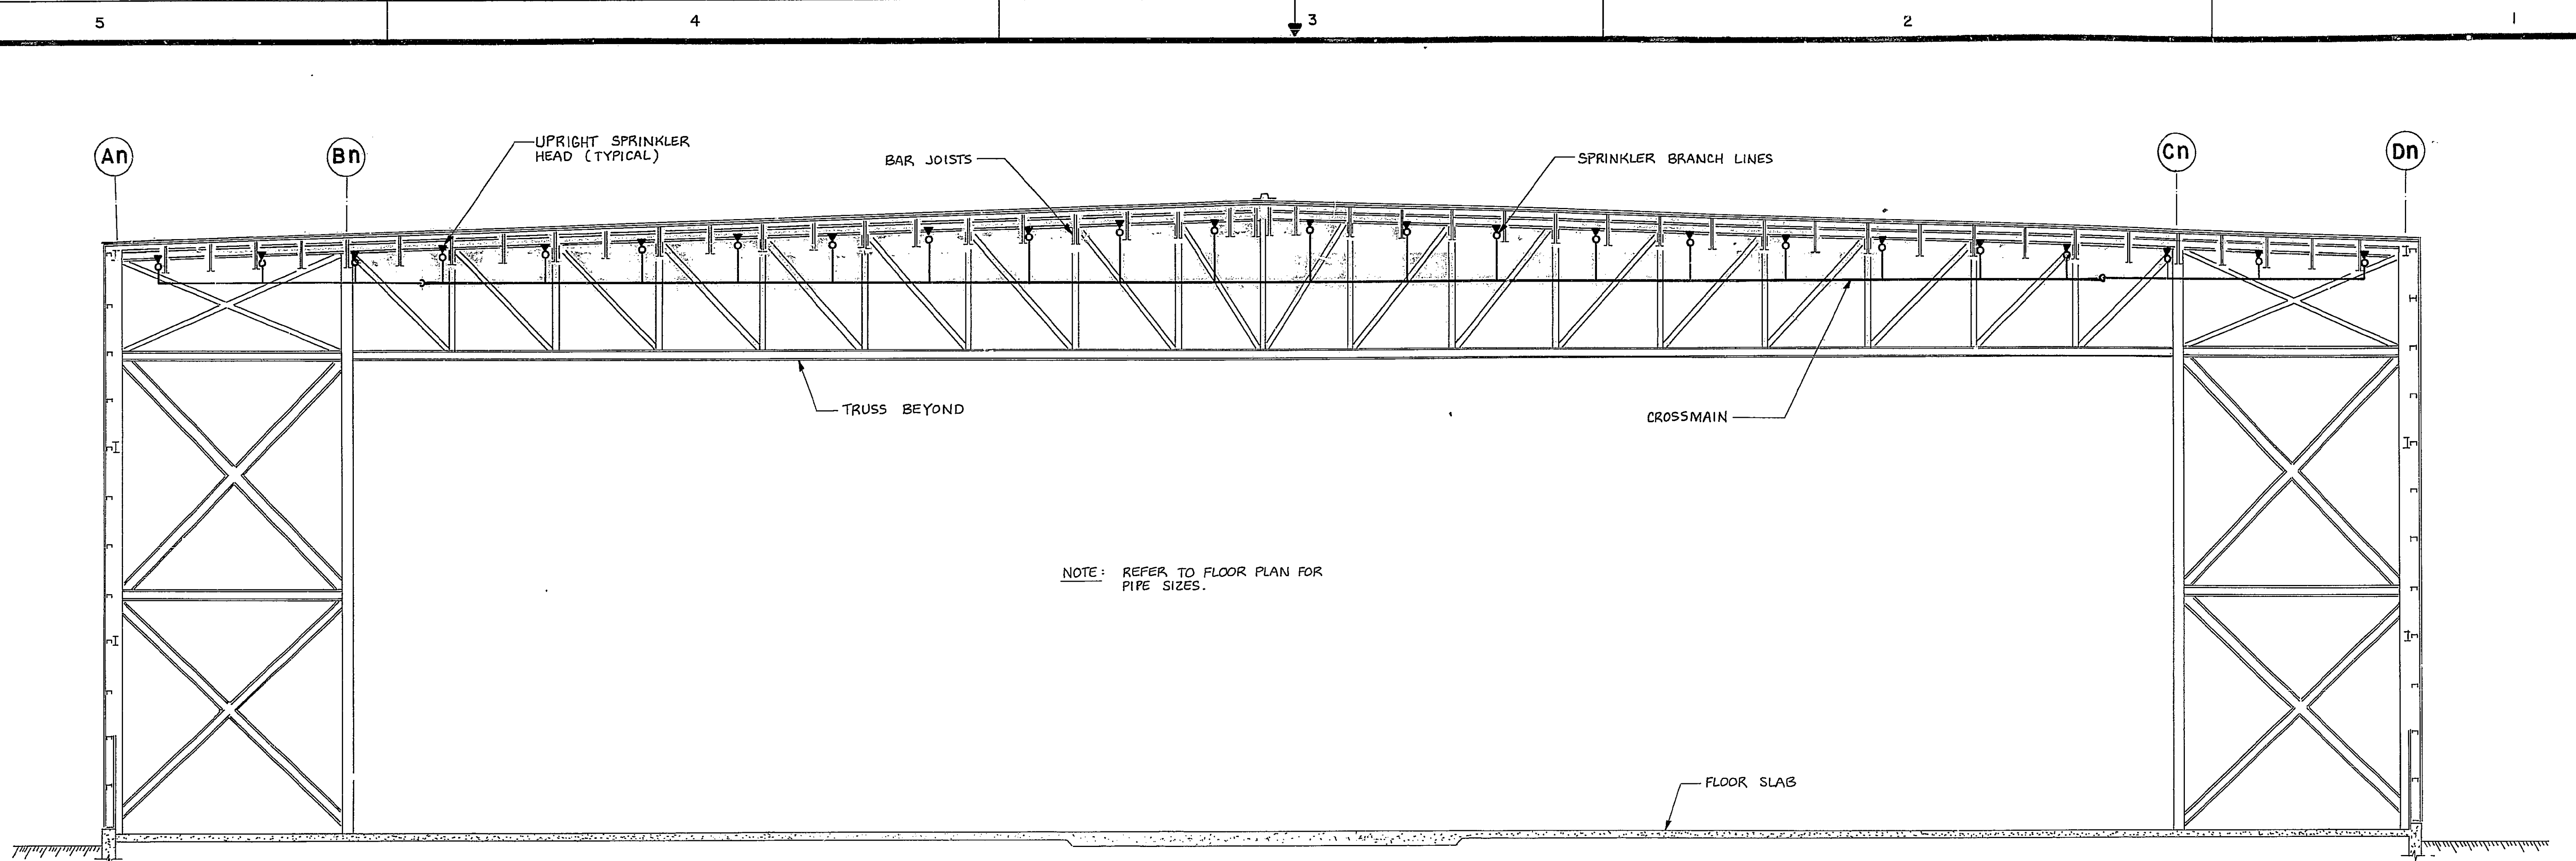 5 4 3 2 1
An Bn Cn Dn
UPRIGHT SPRINKLER
HEAD (TYPICAL)
BAR JOISTS
SPRINKLER BRANCH LINES
TRUSS BEYOND
CROSSMAIN
NOTE: REFER TO FLOOR PLAN FOR
PIPE SIZES.
FLOOR SLAB